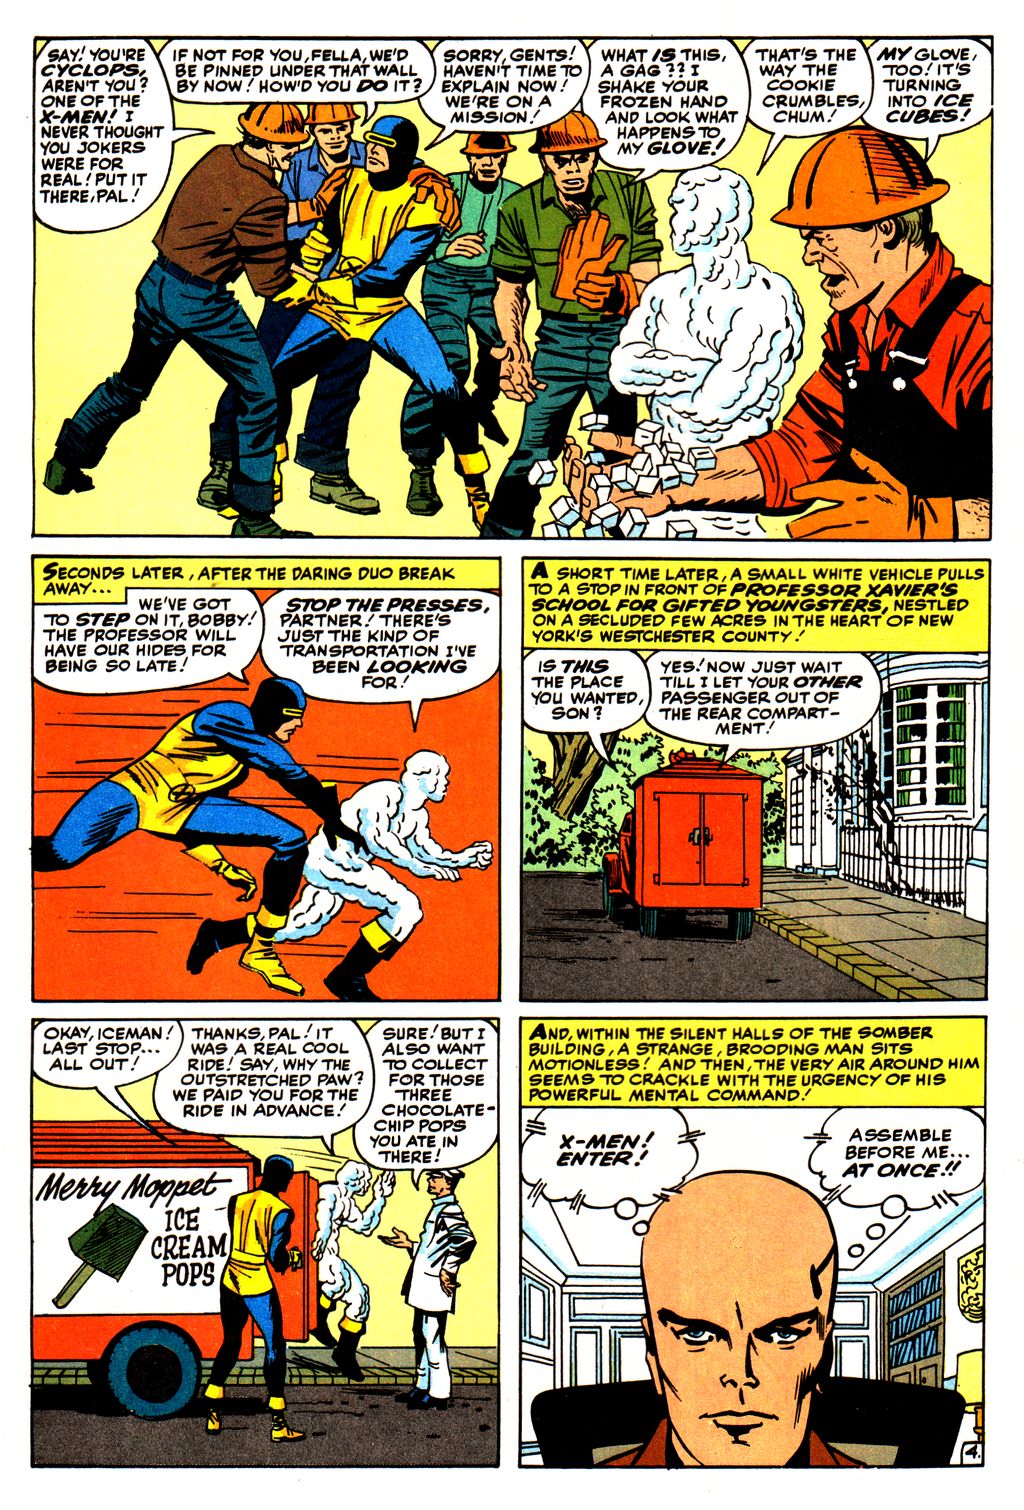 SAY! YOU'RE
CYCLOPS,
AREN'T YOU?
ONE OF THE
X-MEN! I
NEVER THOUGHT
YOU JOKERS
WERE FOR
REAL! PUT IT
THERE, PAL!
IF NOT FOR YOU, FELLA, WE'D
BE PINNED UNDER THAT WALL
BY NOW! HOW'D YOU DO IT?
SORRY, GENTS!
HAVEN'T TIME TO
EXPLAIN NOW!
WE'RE ON A
MISSION!
WHAT IS THIS,
A GAG?? I
SHAKE YOUR
FROZEN HAND
AND LOOK WHAT
HAPPENS TO
MY GLOVE!
THAT'S THE
WAY THE
COOKIE
CRUMBLES,
CHUM!
MY GLOVE,
TOO! IT'S
TURNING
INTO ICE
CUBES!
SECONDS LATER, AFTER THE DARING DUO BREAK
AWAY...
WE'VE GOT
TO STEP ON IT, BOBBY!
THE PROFESSOR WILL
HAVE OUR HIDES FOR
BEING SO LATE!
STOP THE PRESSES,
PARTNER! THERE'S
JUST THE KIND OF
TRANSPORTATION I'VE
BEEN LOOKING
FOR!
A SHORT TIME LATER, A SMALL WHITE VEHICLE PULLS
TO A STOP IN FRONT OF PROFESSOR XAVIER'S
SCHOOL FOR GIFTED YOUNGSTERS, NESTLED
ON A SECLUDED FEW ACRES IN THE HEART OF NEW
YORK'S WESTCHESTER COUNTY!
IS THIS
THE PLACE
YOU WANTED,
SON?
YES! NOW JUST WAIT
TILL I LET YOUR OTHER
PASSENGER OUT OF
THE REAR COMPART-
MENT!
OKAY, ICEMAN!
LAST STOP...
ALL OUT!
THANKS, PAL! IT
WAS A REAL COOL
RIDE! SAY, WHY THE
OUTSTRETCHED PAW?
WE PAID YOU FOR THE
RIDE IN ADVANCE!
SURE! BUT I
ALSO WANT
TO COLLECT
FOR THOSE
THREE
CHOCOLATE-
CHIP POPS
YOU ATE IN
THERE!
Merry Moppet
ICE
CREAM
POPS
AND, WITHIN THE SILENT HALLS OF THE SOMBER
BUILDING, A STRANGE, BROODING MAN SITS
MOTIONLESS! AND THEN, THE VERY AIR AROUND HIM
SEEMS TO CRACKLE WITH THE URGENCY OF HIS
POWERFUL MENTAL COMMAND!
X-MEN!
ENTER!
ASSEMBLE
BEFORE ME...
AT ONCE!!
4.